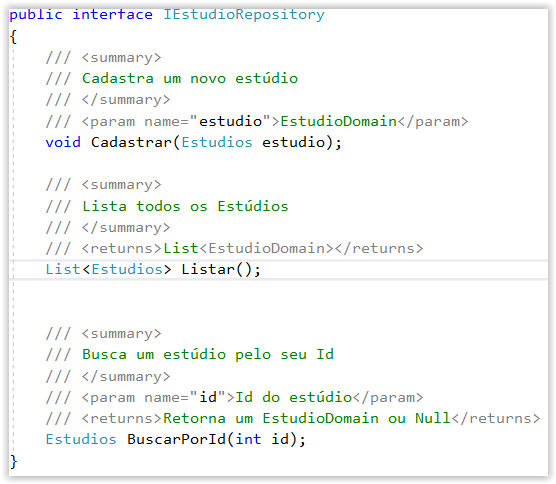 public interface IEstudioRepository
{
/// <summary>
/// Cadastra um novo estúdio
/// </summary>
/// <param name="estudio">EstudioDomain</param>
void Cadastrar(Estudios estudio);
/// <summary>
/// Lista todos os Estúdios
/// </summary>
/// <returns>List<EstudioDomain></returns>
List<Estudios> Listar();
/// <summary>
/// Busca um estúdio pelo seu Id
/// </summary>
/// <param name="id">Id do estúdio</param>
/// <returns>Retorna um EstudioDomain ou Null</returns>
Estudios BuscarPorId(int id);
}